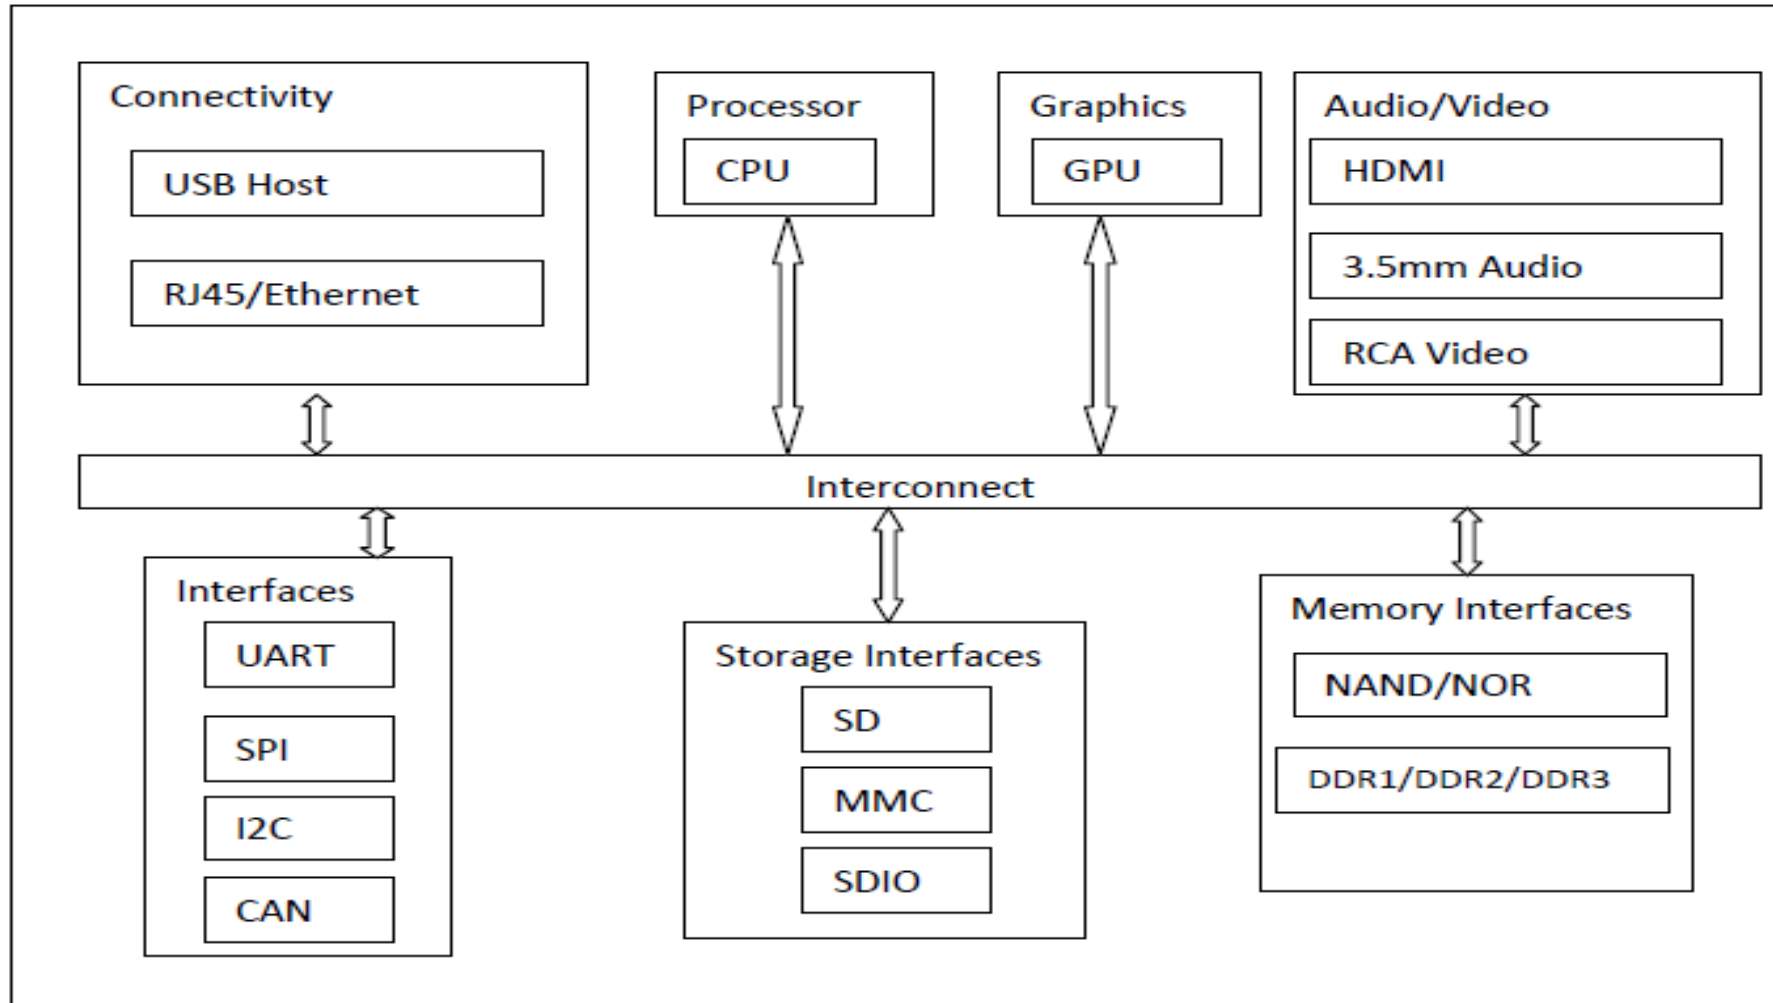 Connectivity
USB Host
RJ45/Ethernet
Processor
CPU
Graphics
GPU
Audio/Video
HDMI
3.5mm Audio
RCA Video
Interconnect
Interfaces
UART
SPI
I2C
CAN
Storage Interfaces
SD
MMC
SDIO
Memory Interfaces
NAND/NOR
DDR1/DDR2/DDR3